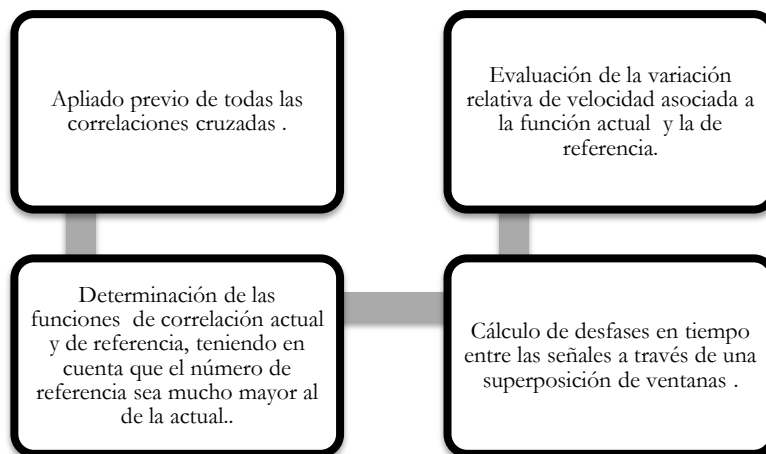 Apliado previo de todas las
correlaciones cruzadas .
Determinación de las
funciones de correlación actual
y de referencia, teniendo en
cuenta que el número de
referencia sea mucho mayor al
de la actual..
Cálculo de desfases en tiempo
entre las señales a través de una
superposición de ventanas .
Evaluación de la variación
relativa de velocidad asociada a
la función actual y la de
referencia.